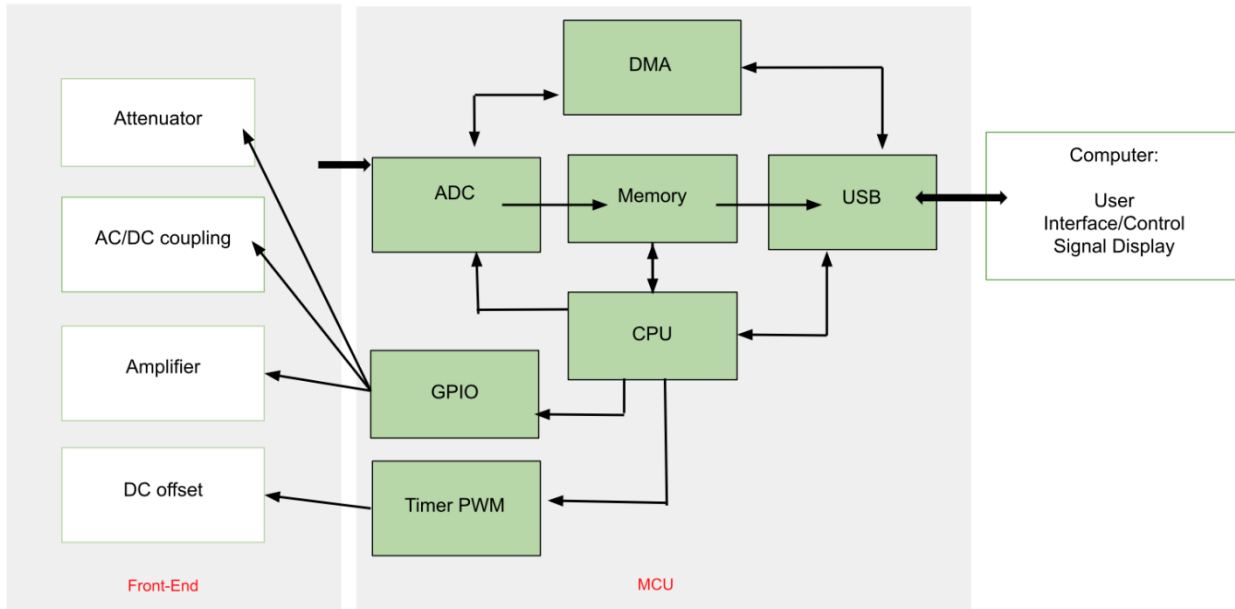 Attenuator
AC/DC coupling
Amplifier
DC offset
Front-End
DMA
ADC
Memory
USB
CPU
GPIO
Timer PWM
MCU
Computer:
User
Interface/Control
Signal Display